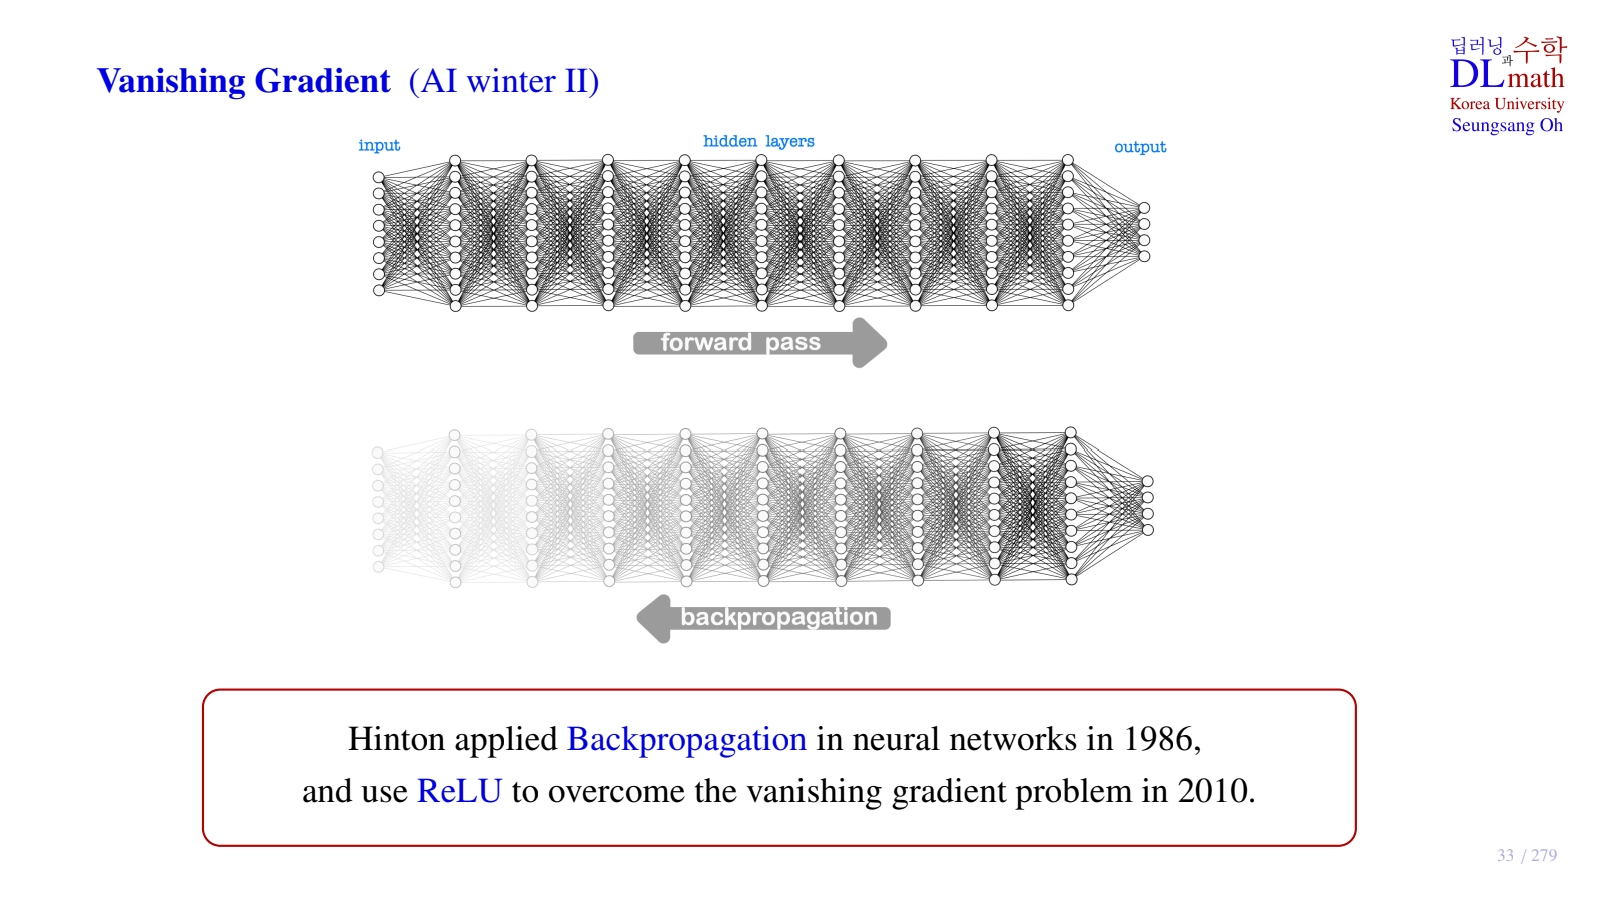 Vanishing Gradient (AI winter II)
딥러닝과 수학
DL math
Korea University
Seungsang Oh
input
hidden layers
output
forward pass
backpropagation
Hinton applied Backpropagation in neural networks in 1986,
and use ReLU to overcome the vanishing gradient problem in 2010.
33 / 279